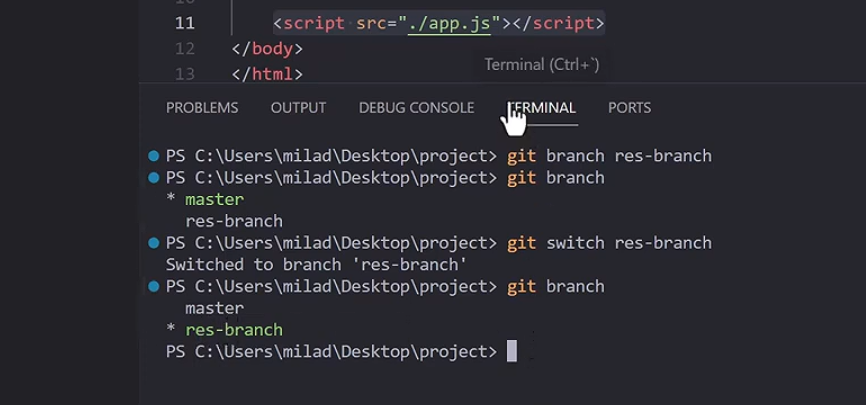 11 <script src="./app.js"></script>
12 </body>
13 </html>
Terminal (Ctrl+`)
PROBLEMS OUTPUT DEBUG CONSOLE TERMINAL PORTS
PS C:\Users\milad\Desktop\project> git branch res-branch
PS C:\Users\milad\Desktop\project> git branch
* master
res-branch
PS C:\Users\milad\Desktop\project> git switch res-branch
Switched to branch 'res-branch'
PS C:\Users\milad\Desktop\project> git branch
master
* res-branch
PS C:\Users\milad\Desktop\project>